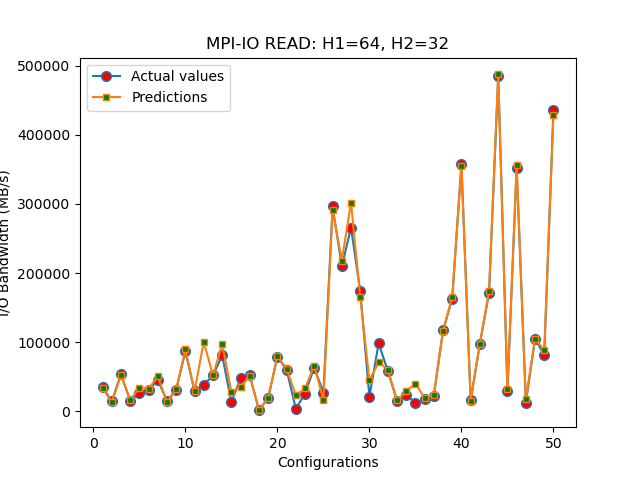 MPI-IO READ: H1=64, H2=32
Actual values
Predictions
I/O Bandwidth (MB/s)
500000
400000
300000
200000
100000
0
0 10 20 30 40 50
Configurations